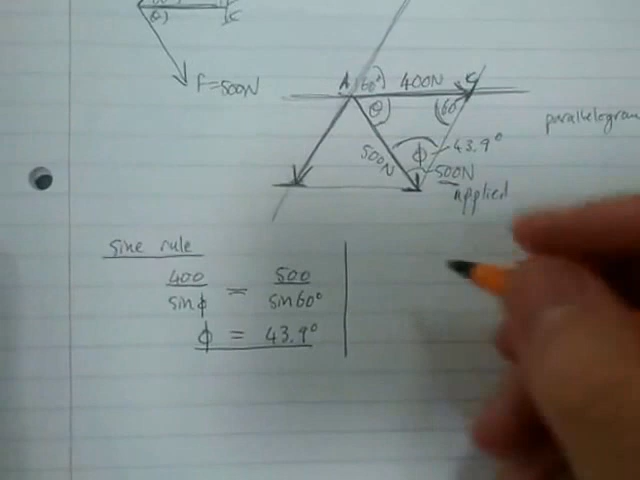 θ)
F=500N
A 60° 400N C
θ 60
parallelogram
500N ϕ 43.9°
500N
applied
Sine rule
400 / sinϕ = 500 / sin60°
ϕ = 43.9°